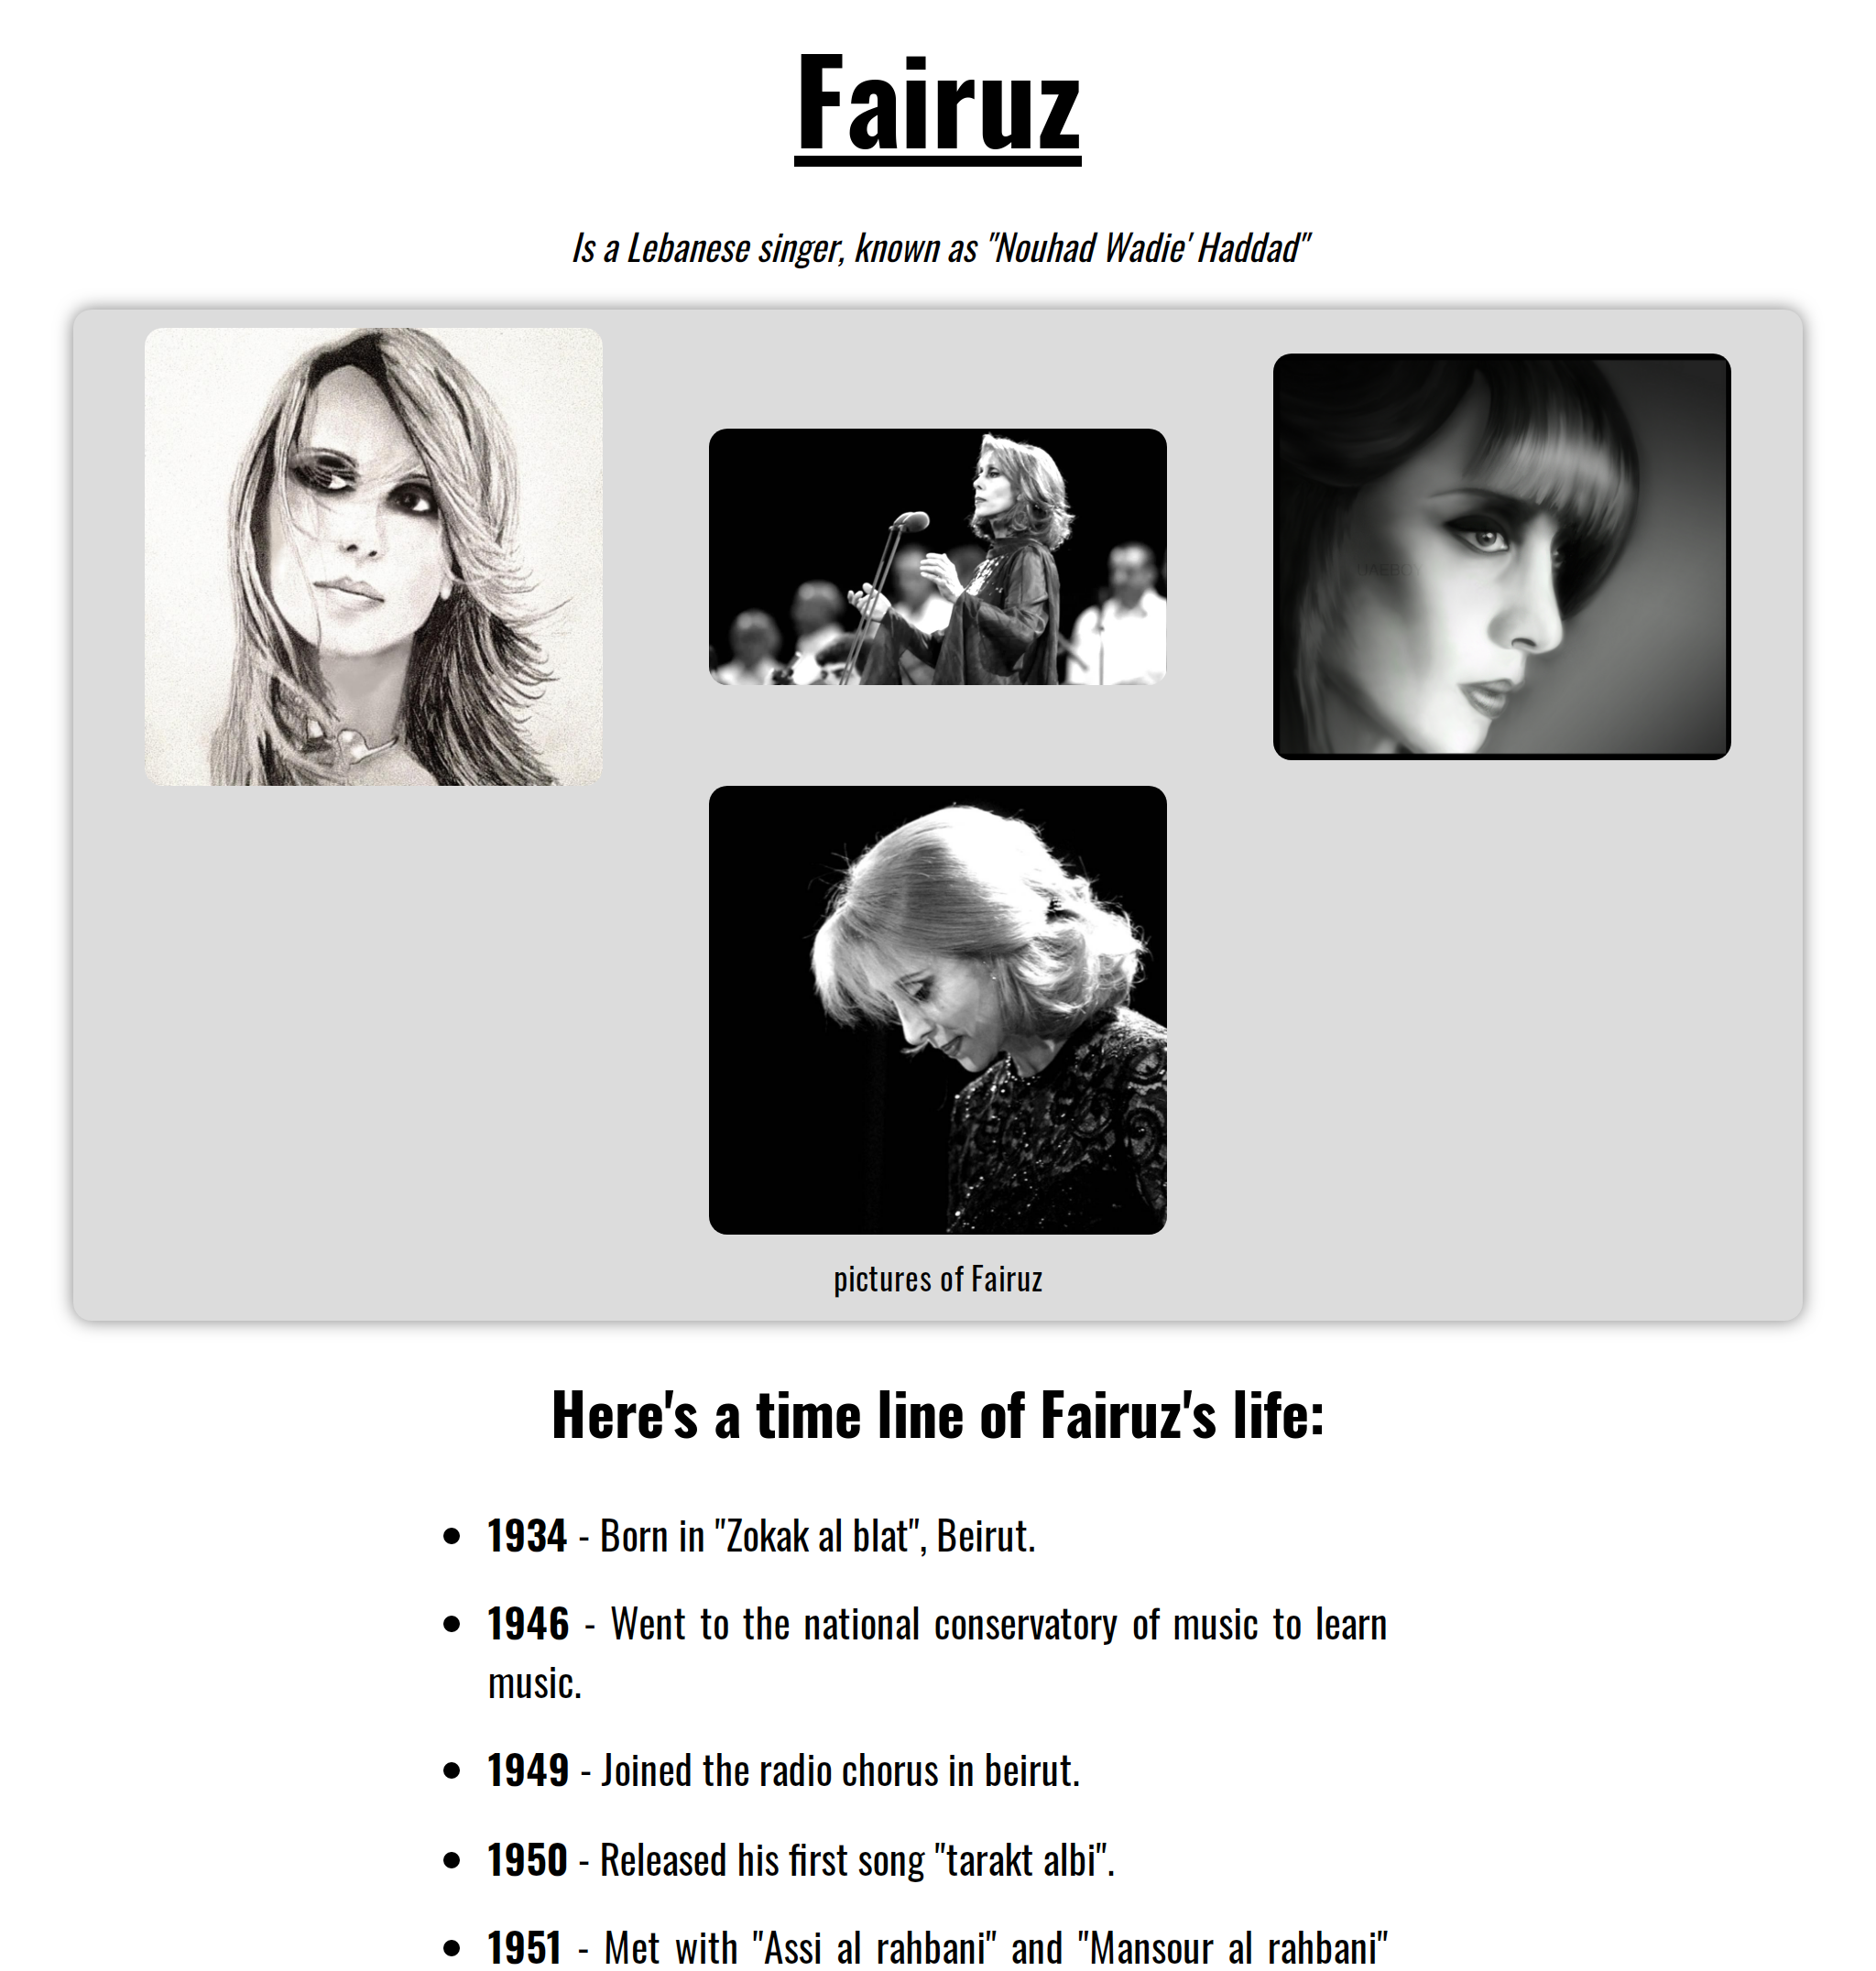 Fairuz
Is a Lebanese singer, known as "Nouhad Wadie' Haddad"
pictures of Fairuz
Here's a time line of Fairuz's life:
1934 - Born in "Zokak al blat", Beirut.
1946 - Went to the national conservatory of music to learn
music.
1949 - Joined the radio chorus in beirut.
1950 - Released his first song "tarakt albi".
1951 - Met with "Assi al rahbani" and "Mansour al rahbani"